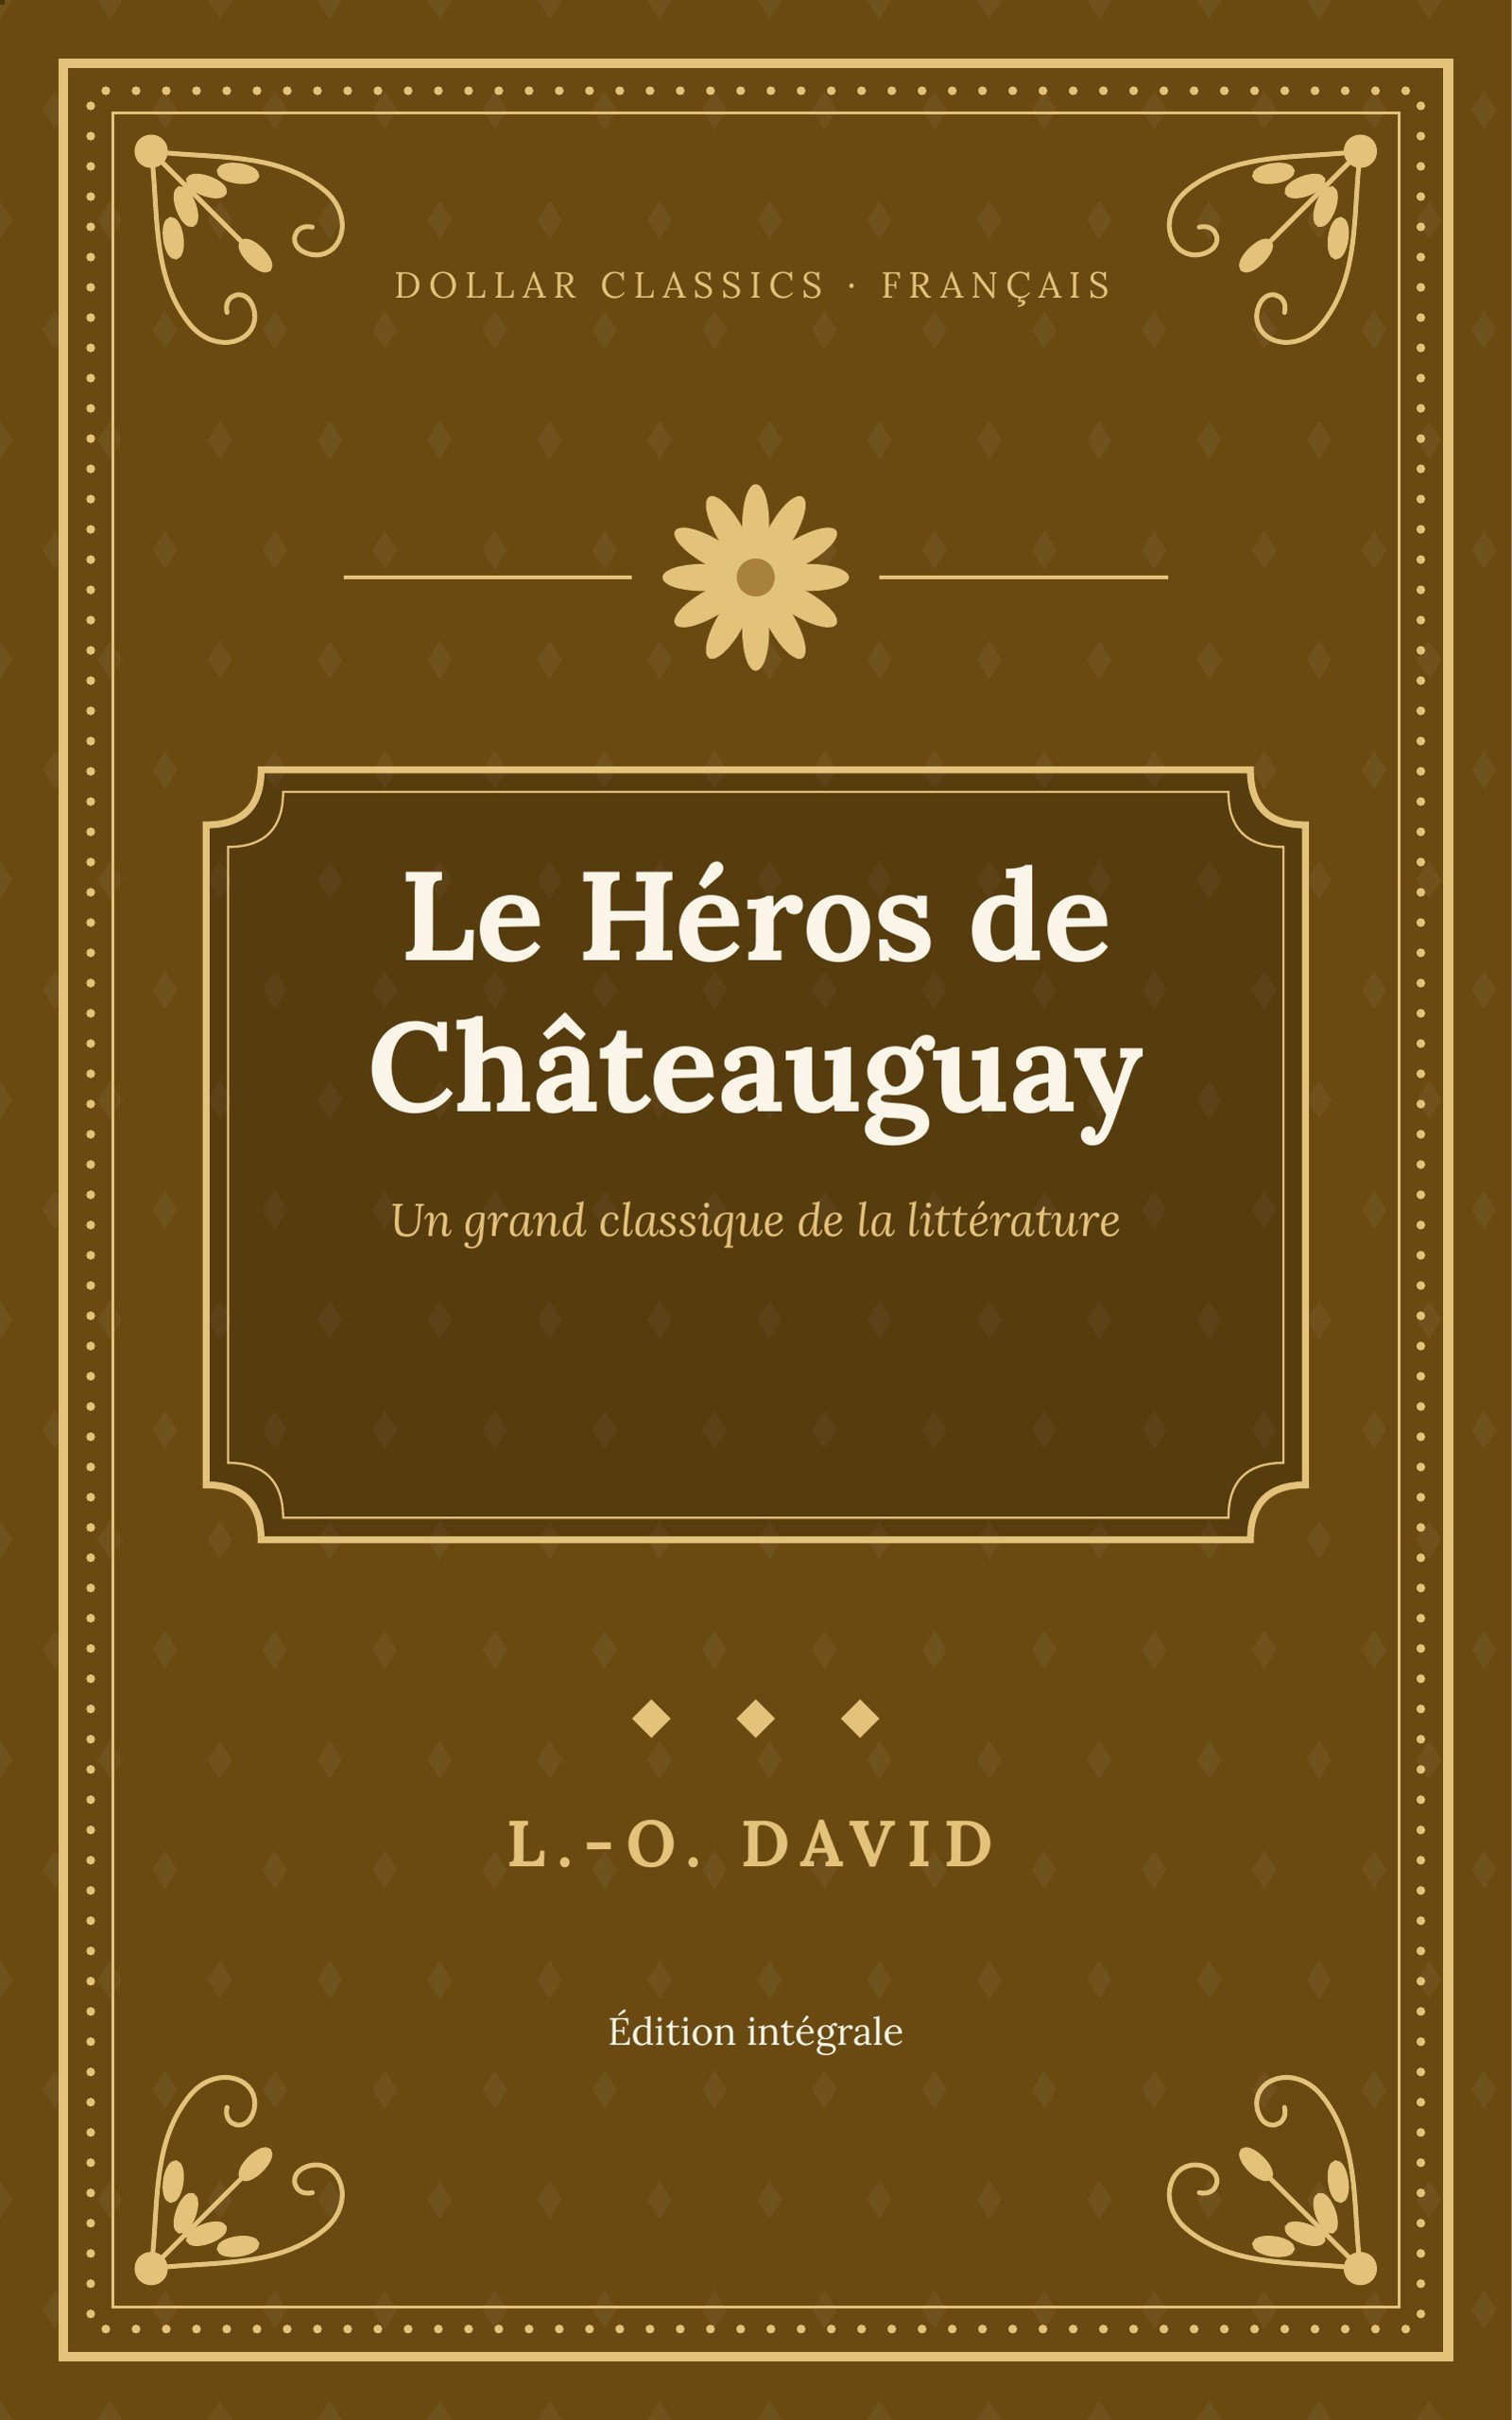 DOLLAR CLASSICS · FRANÇAIS
Le Héros de
Châteauguay
Un grand classique de la littérature
L.-O. DAVID
Édition intégrale